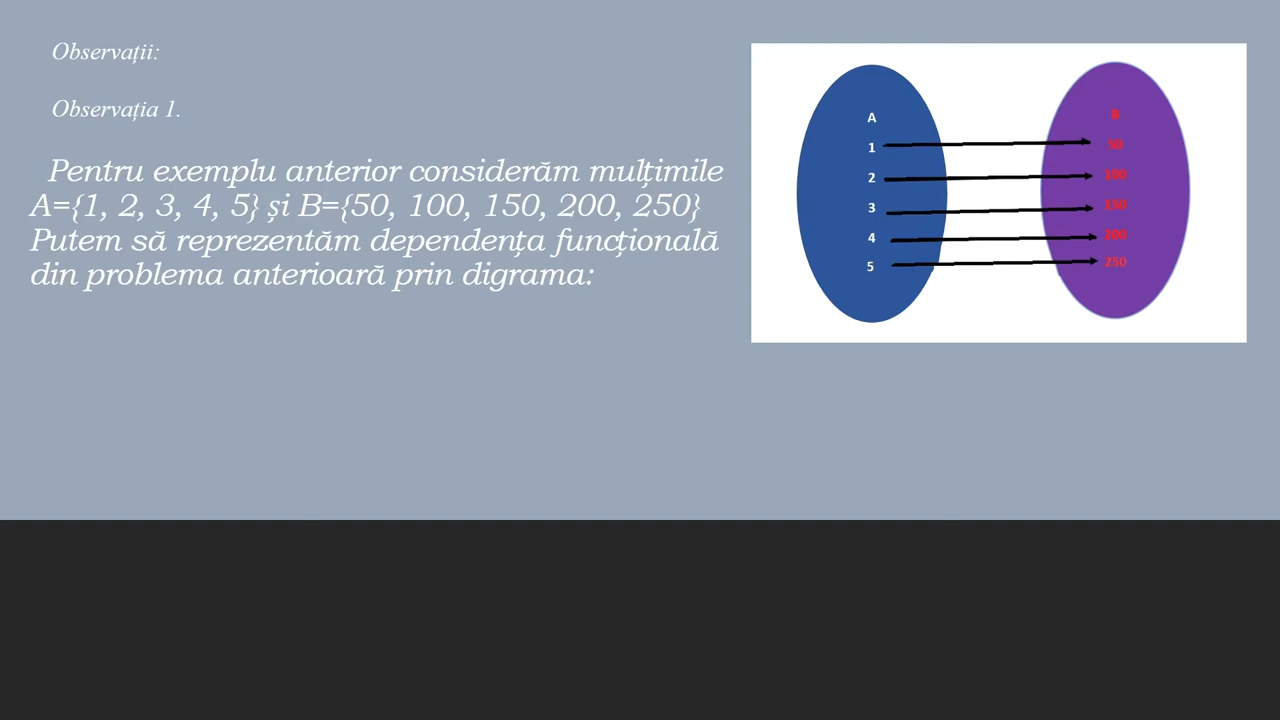 Observații:
Observația 1.
Pentru exemplu anterior considerăm mulțimile
A={1, 2, 3, 4, 5} și B={50, 100, 150, 200, 250}
Putem să reprezentăm dependența funcțională
din problema anterioară prin digrama:
A
1
2
3
4
5
B
50
100
150
200
250